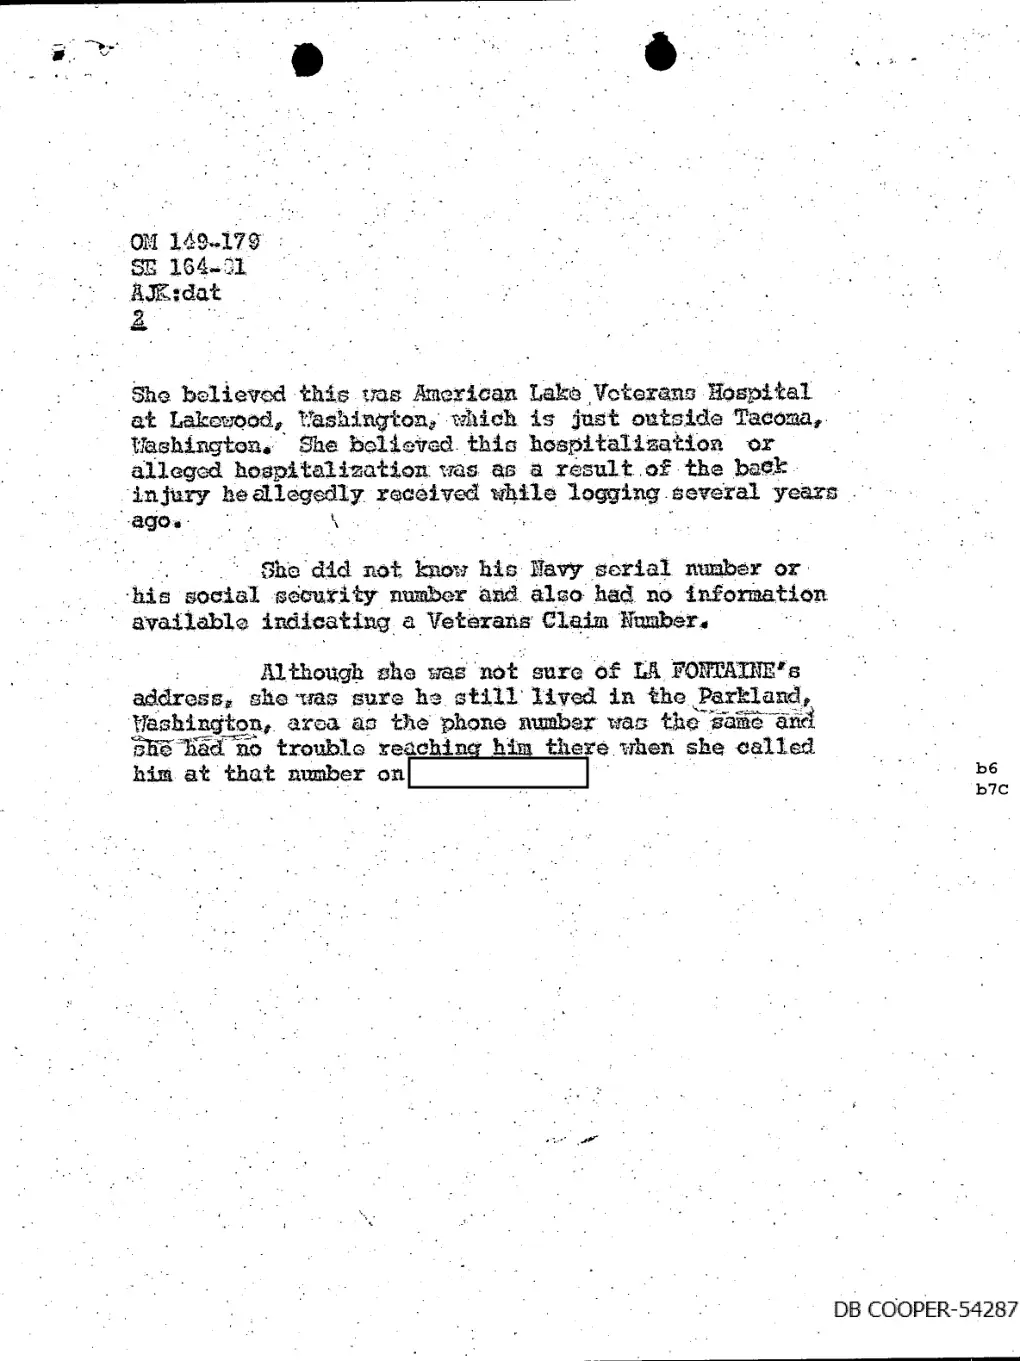 OM 149-179
SE 164-81
AJK:dat
2
She believed this was American Lake Veterans Hospital
at Lakewood, Washington, which is just outside Tacoma,
Washington. She believed this hospitalization or
alleged hospitalization was as a result of the back
injury he allegedly received while logging several years
ago.
She did not know his Navy serial number or
his social security number and also had no information
available indicating a Veterans Claim Number.
Although she was not sure of LA FONTAINE's
address, she was sure he still lived in the Parkland,
Washington, area as the phone number was the same and
she had no trouble reaching him there when she called
him at that number on
b6
b7C
DB COOPER-54287